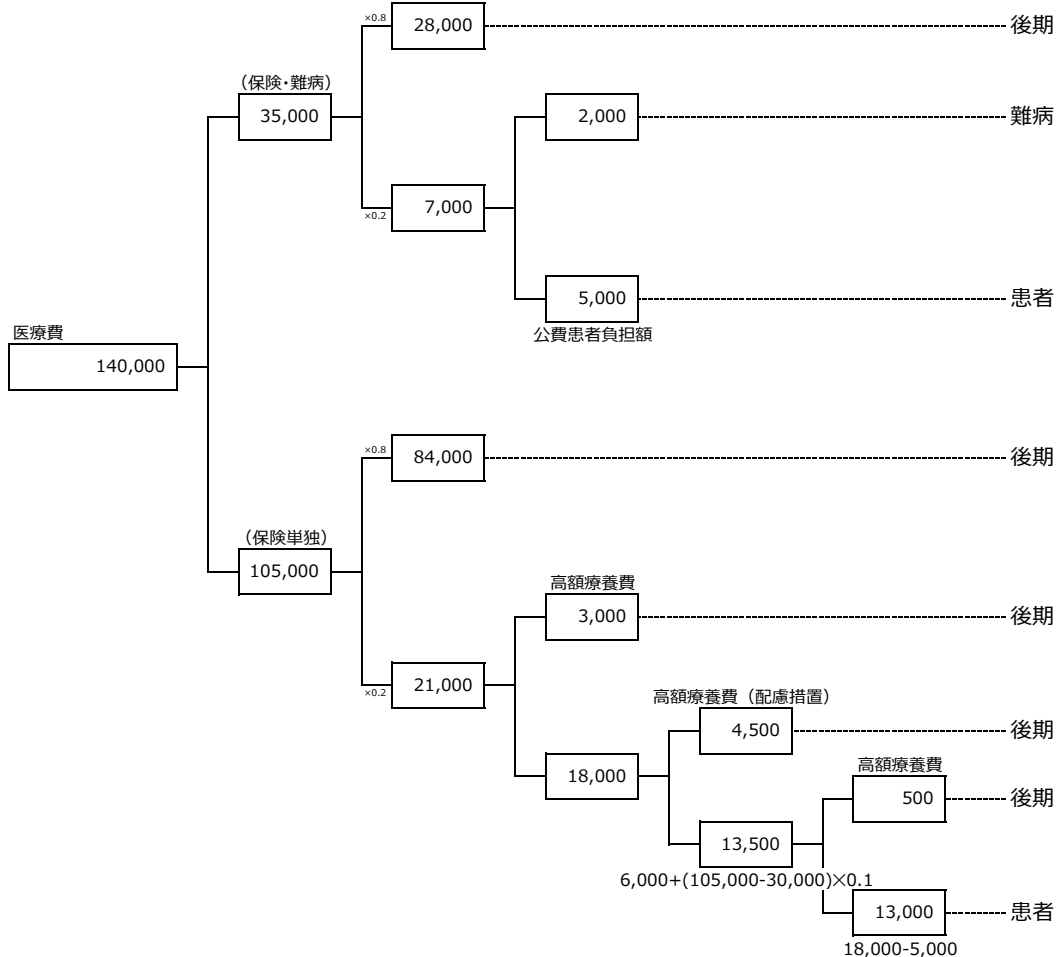 ×0.8
28,000
後期
(保険・難病)
35,000
2,000
難病
×0.2
7,000
5,000
患者
公費患者負担額
医療費
140,000
×0.8
84,000
後期
(保険単独)
105,000
高額療養費
3,000
後期
×0.2
21,000
高額療養費(配慮措置)
4,500
後期
18,000
高額療養費
500
後期
13,500
6,000+(105,000-30,000)×0.1
13,000
患者
18,000-5,000